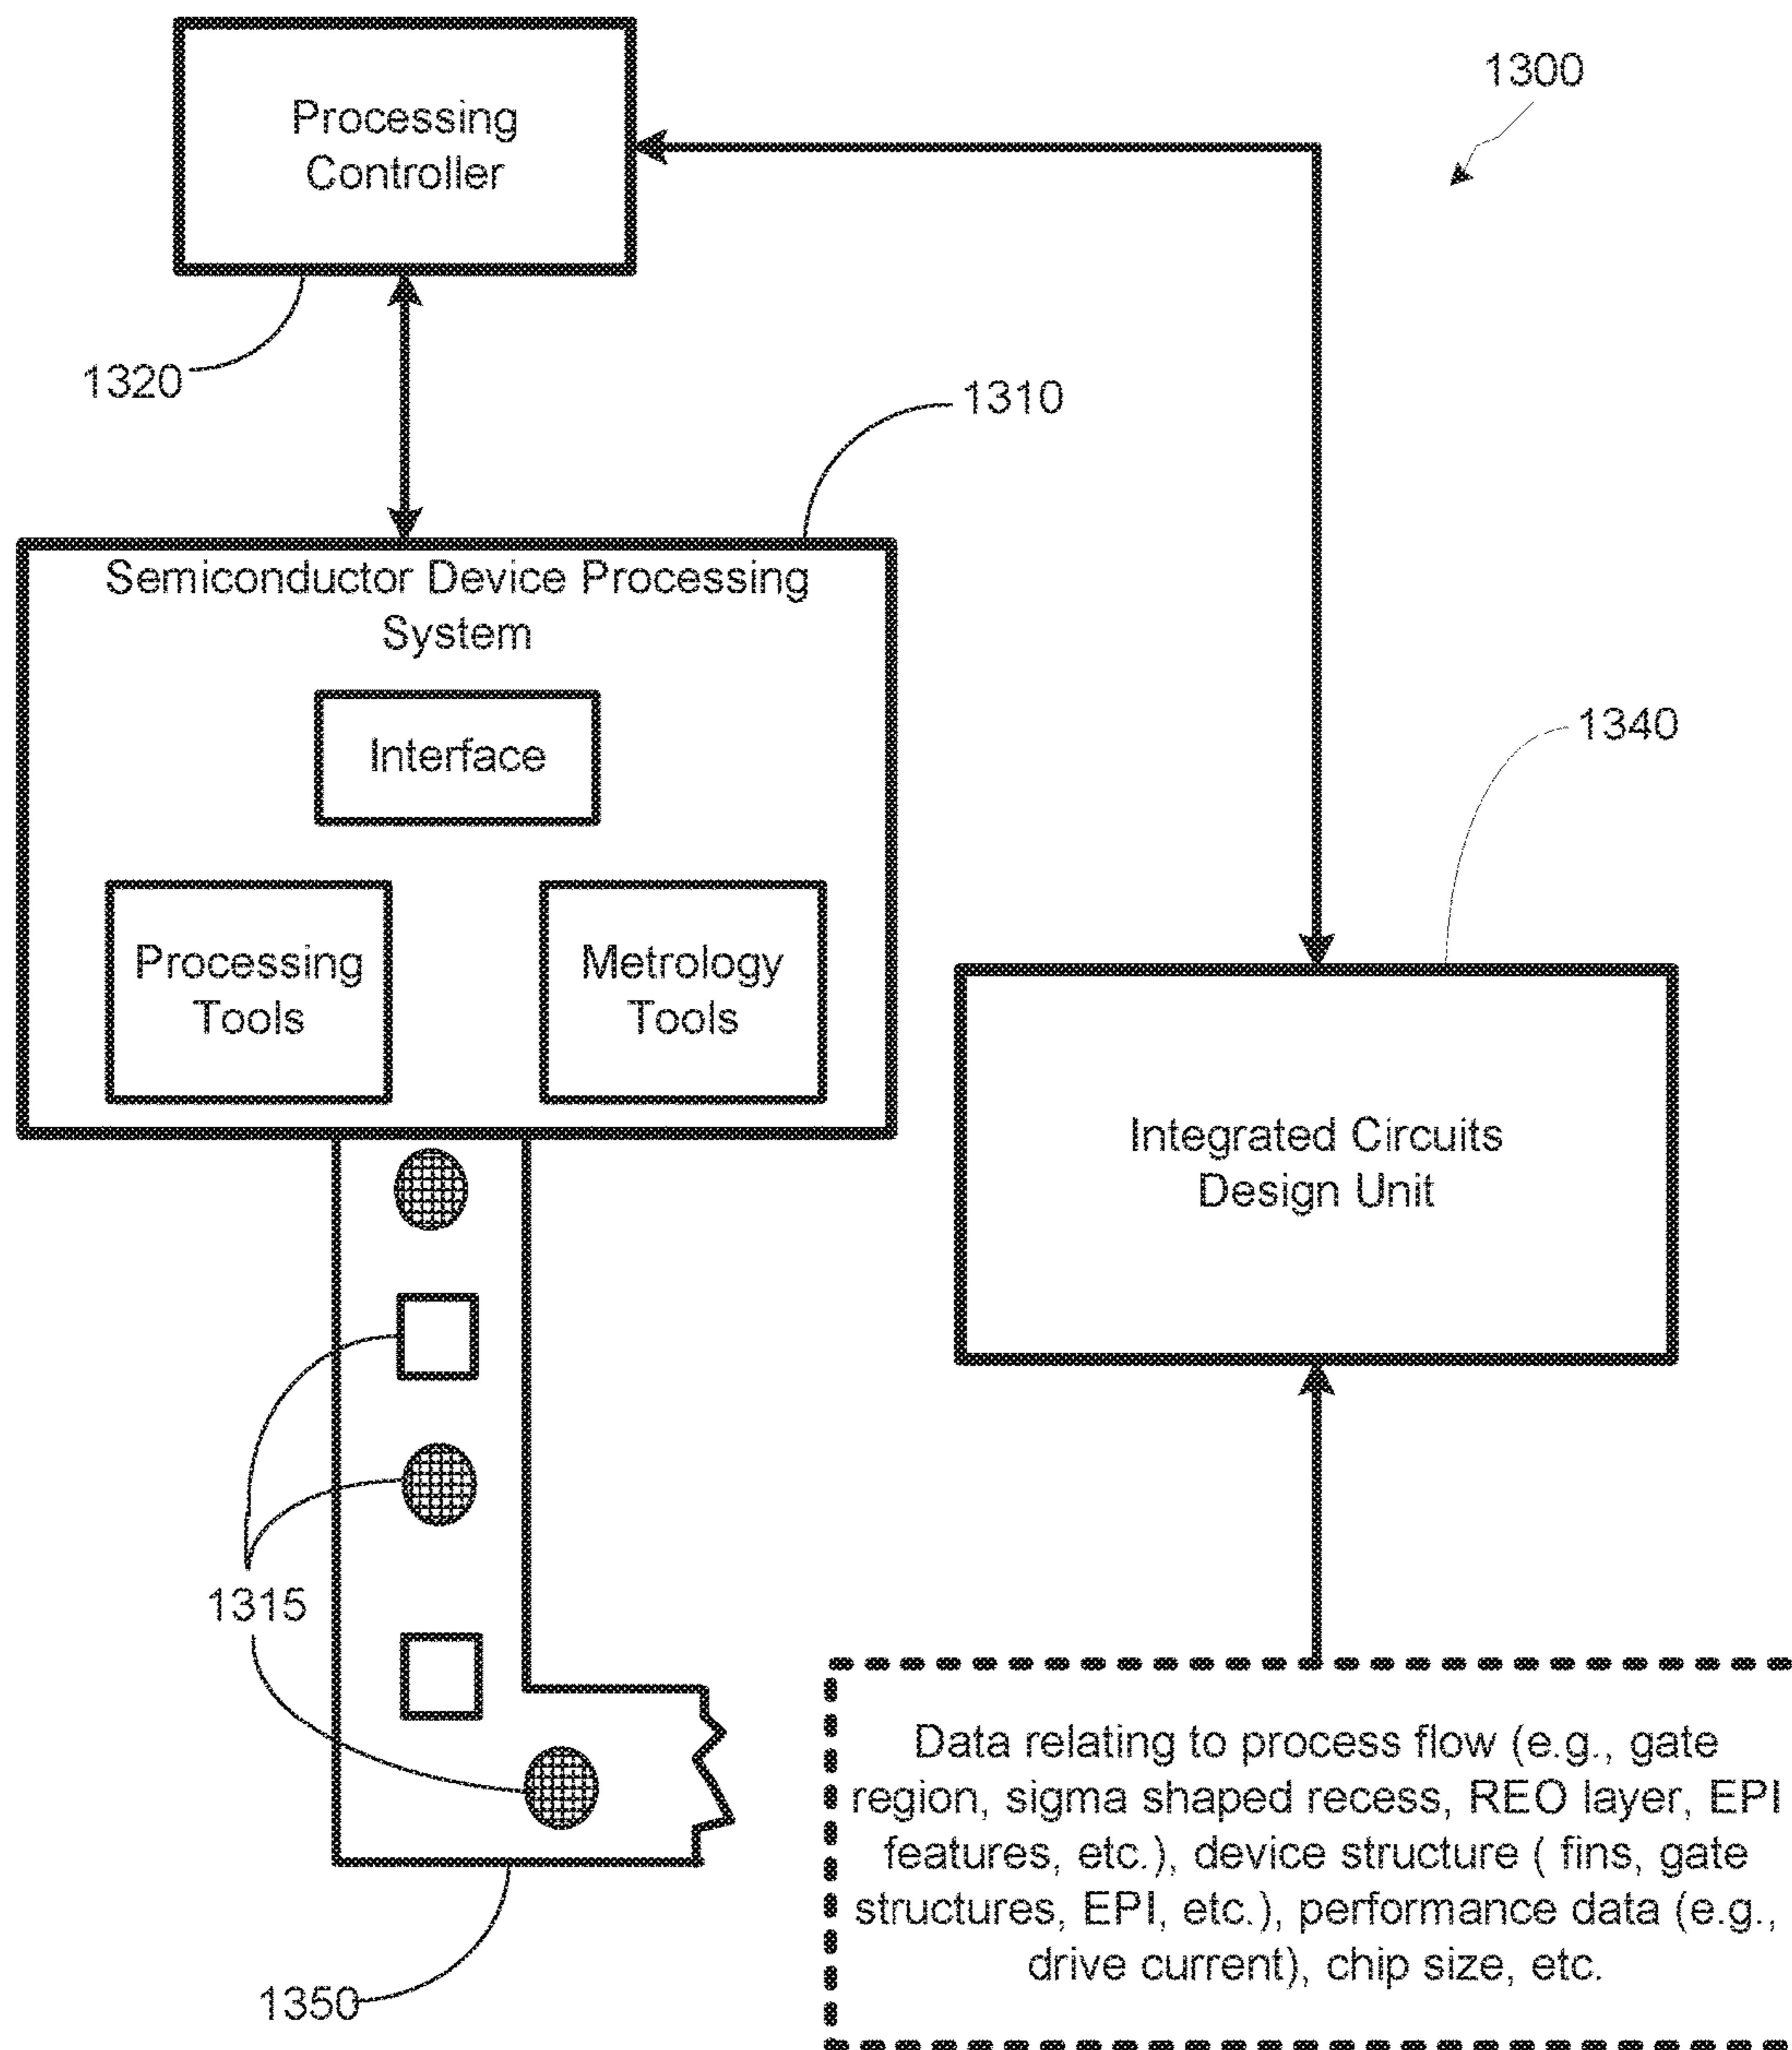 Processing
Controller
1300
1320
1310
Semiconductor Device Processing
System
Interface
1340
Processing
Tools
Metrology
Tools
Integrated Circuits
Design Unit
1315
Data relating to process flow (e.g., gate
region, sigma shaped recess, REO layer, EPI
features, etc.), device structure ( fins, gate
structures, EPI, etc.), performance data (e.g.,
drive current), chip size, etc.
1350